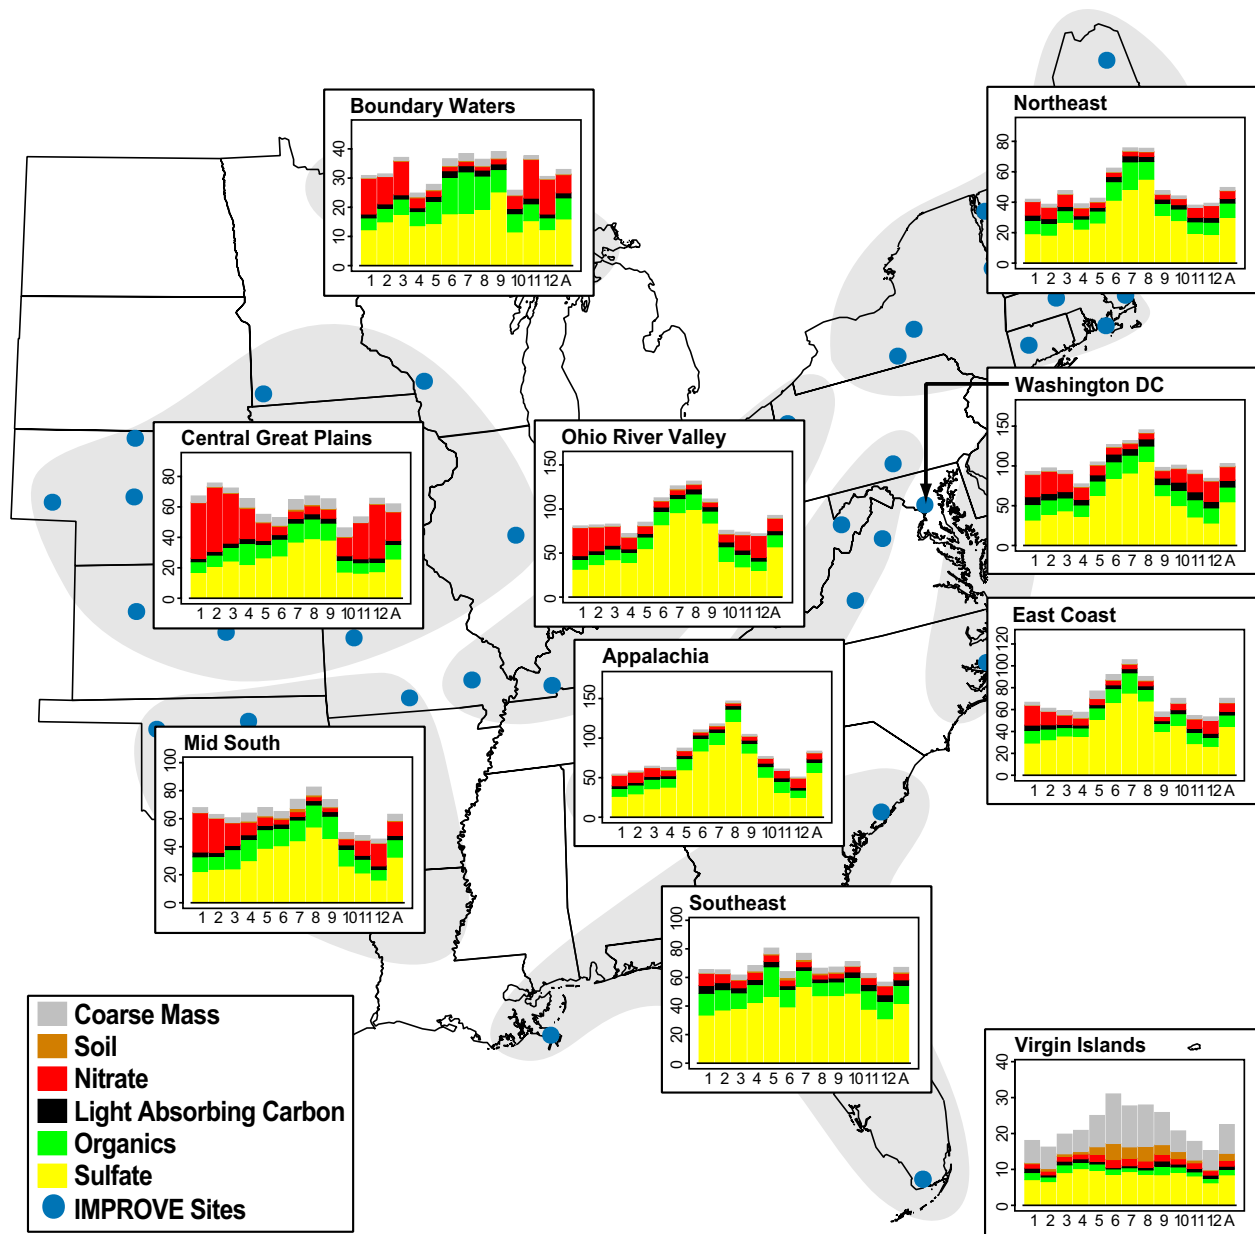 Boundary Waters
0 10 20 30 40
1 2 3 4 5 6 7 8 9 10 11 12 A
Northeast
0 20 40 60 80
1 2 3 4 5 6 7 8 9 10 11 12 A
Washington DC
0 50 100 150
1 2 3 4 5 6 7 8 9 10 11 12 A
Central Great Plains
0 20 40 60 80
1 2 3 4 5 6 7 8 9 10 11 12 A
Ohio River Valley
0 50 100 150
1 2 3 4 5 6 7 8 9 10 11 12 A
East Coast
0 20 40 60 80 100 120
1 2 3 4 5 6 7 8 9 10 11 12 A
Appalachia
0 50 100 150
1 2 3 4 5 6 7 8 9 10 11 12 A
Mid South
0 20 40 60 80 100
1 2 3 4 5 6 7 8 9 10 11 12 A
Southeast
0 20 40 60 80 100
1 2 3 4 5 6 7 8 9 10 11 12 A
Virgin Islands
0 10 20 30 40
1 2 3 4 5 6 7 8 9 10 11 12 A
Coarse Mass
Soil
Nitrate
Light Absorbing Carbon
Organics
Sulfate
IMPROVE Sites